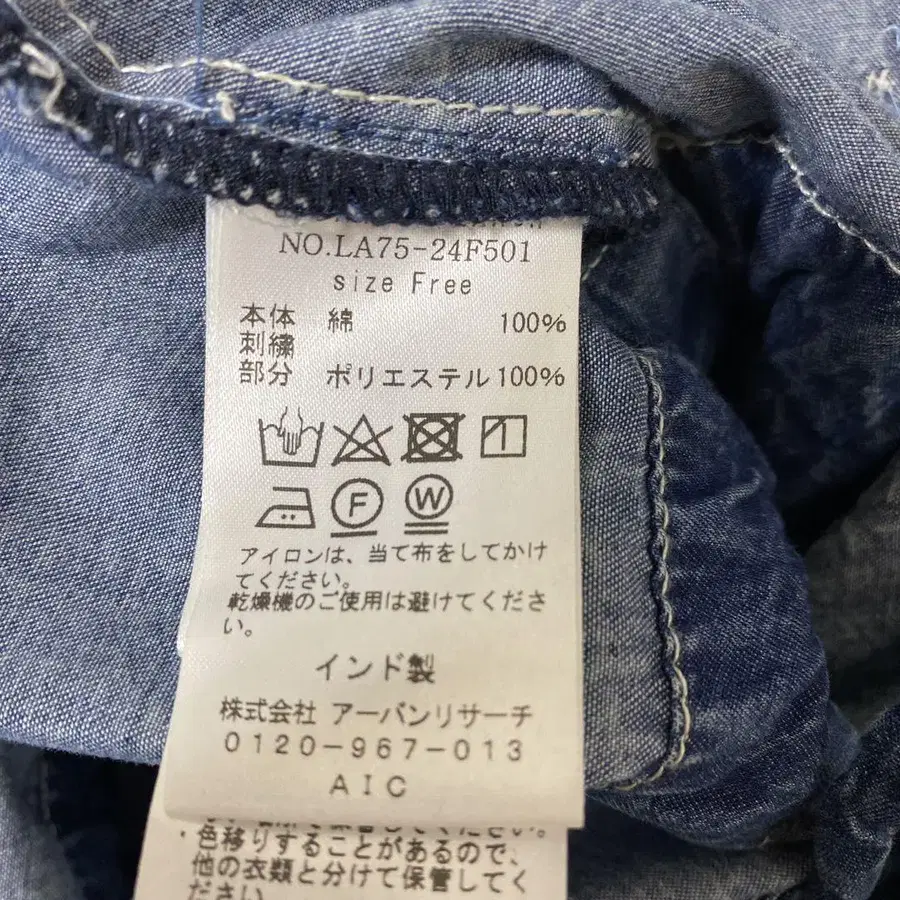 NO.LA75-24F501
size Free
本体 綿 100%
刺繍
部分 ポリエステル 100%
F W
アイロンは、当て布をしてかけ
てください。
乾燥機のご使用は避けてくださ
い。
インド製
株式会社 アーバンリサーチ
0120-967-013
AIC
・色移りすることがあるので、
他の衣類と分けて保管してく
ださい